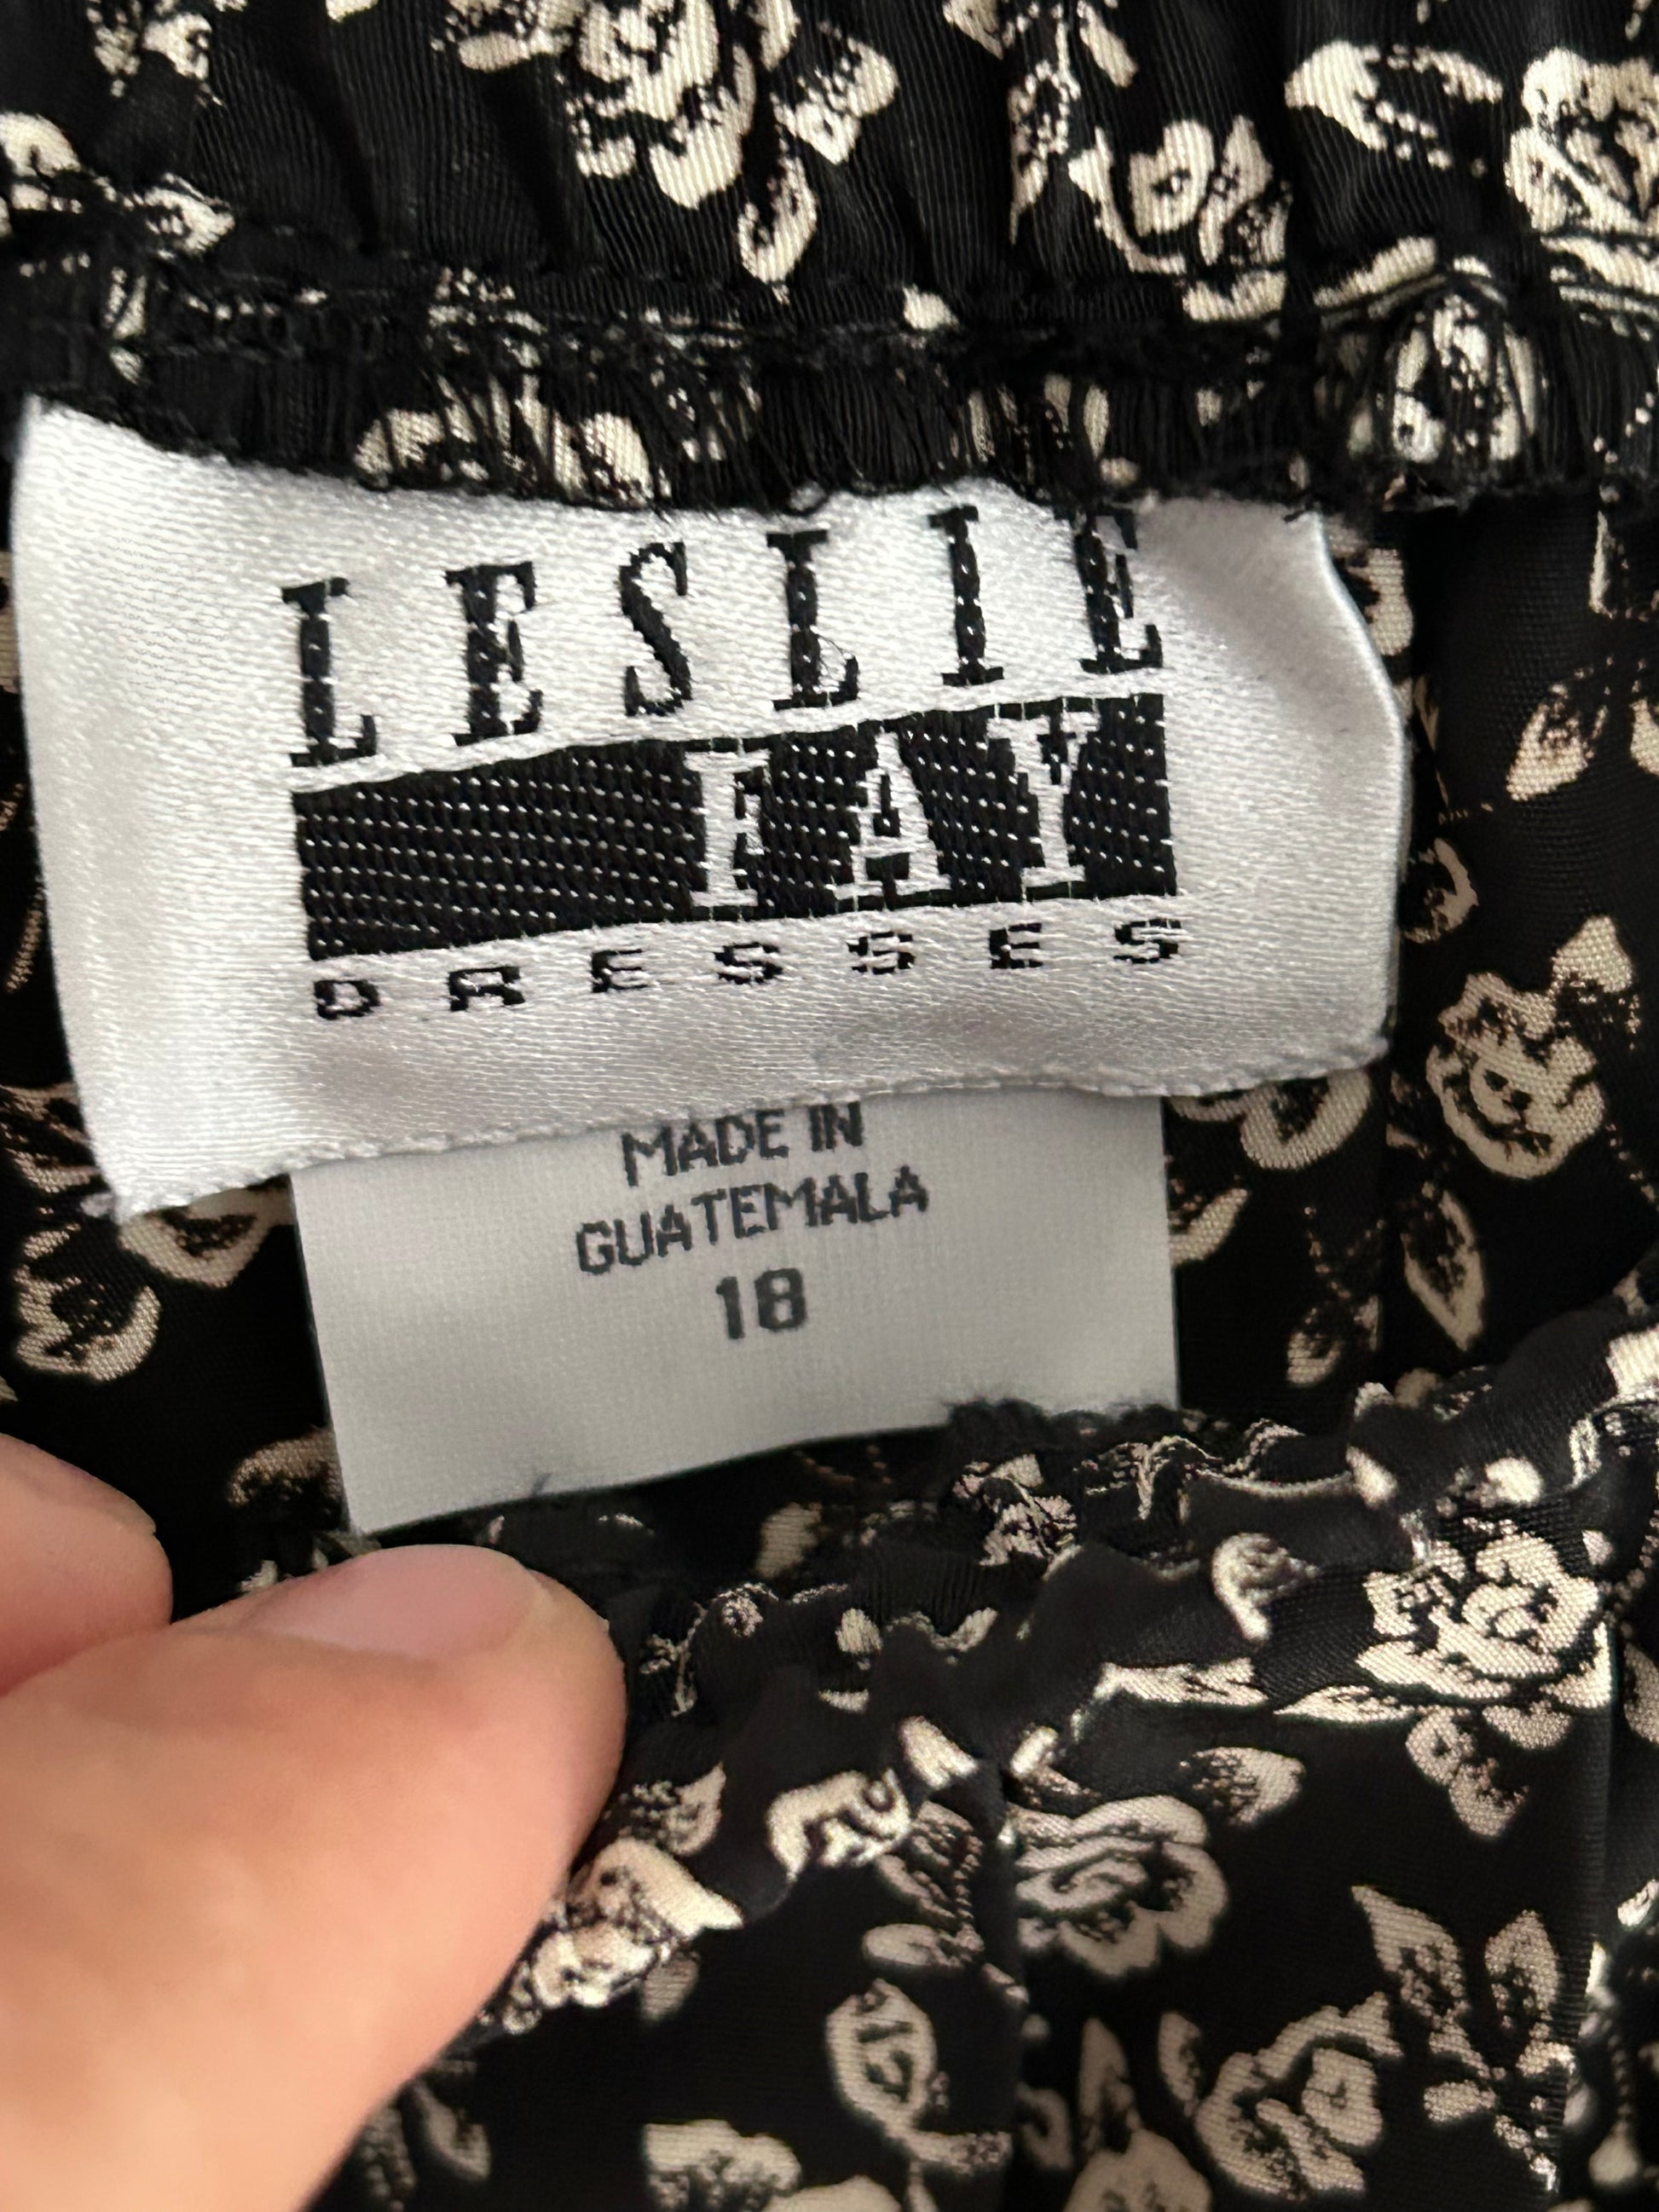 LESLIE
FAY
DRESSES
MADE IN
GUATEMALA
18